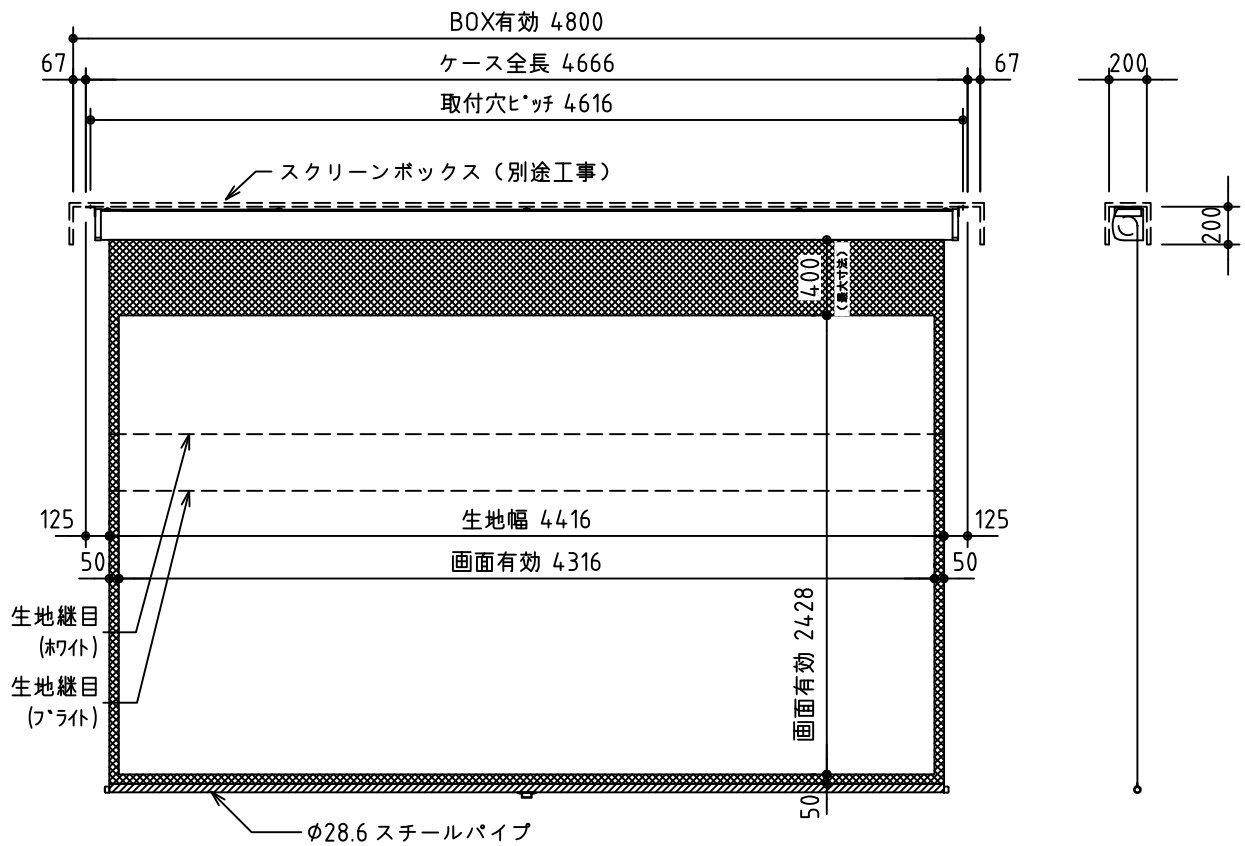 BOX有効 4800
67
ケース全長 4666
67
200
取付穴ピッチ 4616
スクリーンボックス（別途工事）
200
400
（最大寸法）
125
生地幅 4416
125
50
画面有効 4316
50
生地継目
(ホワイト)
画面有効 2428
生地継目
(ブライト)
50
φ28.6 スチールパイプ